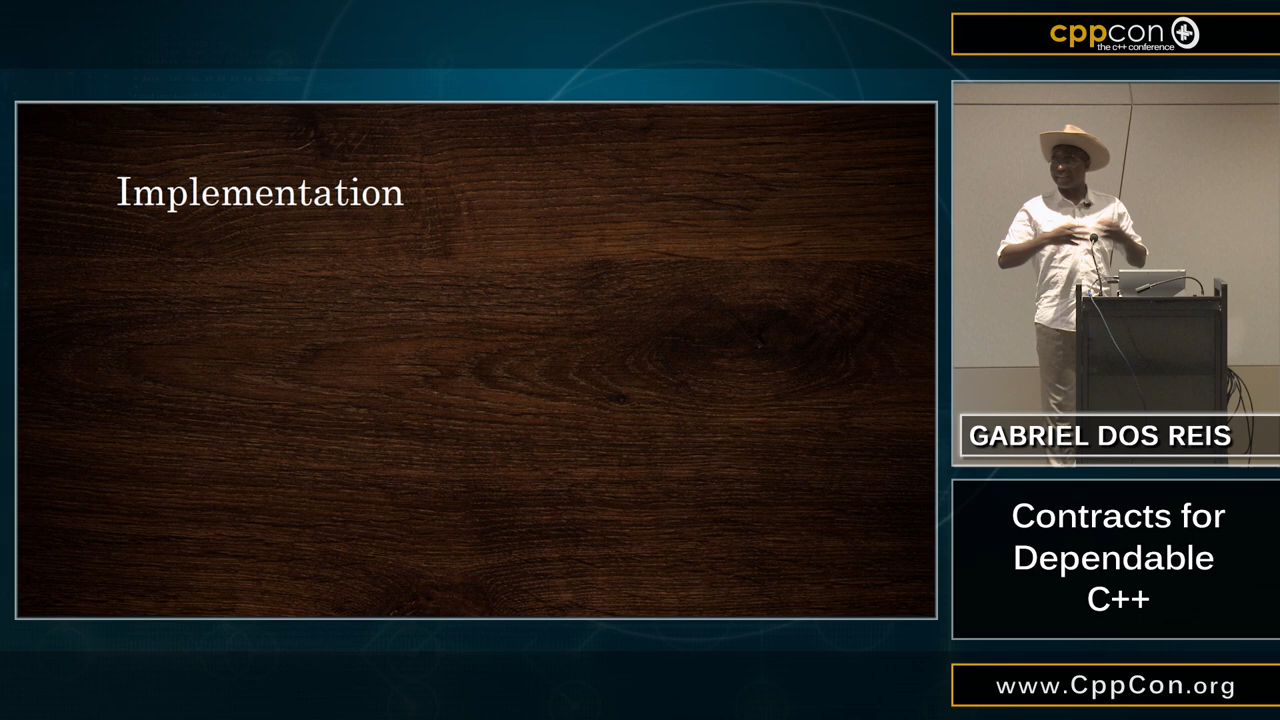 cppcon
the c++ conference
Implementation
GABRIEL DOS REIS
Contracts for
Dependable
C++
www.CppCon.org